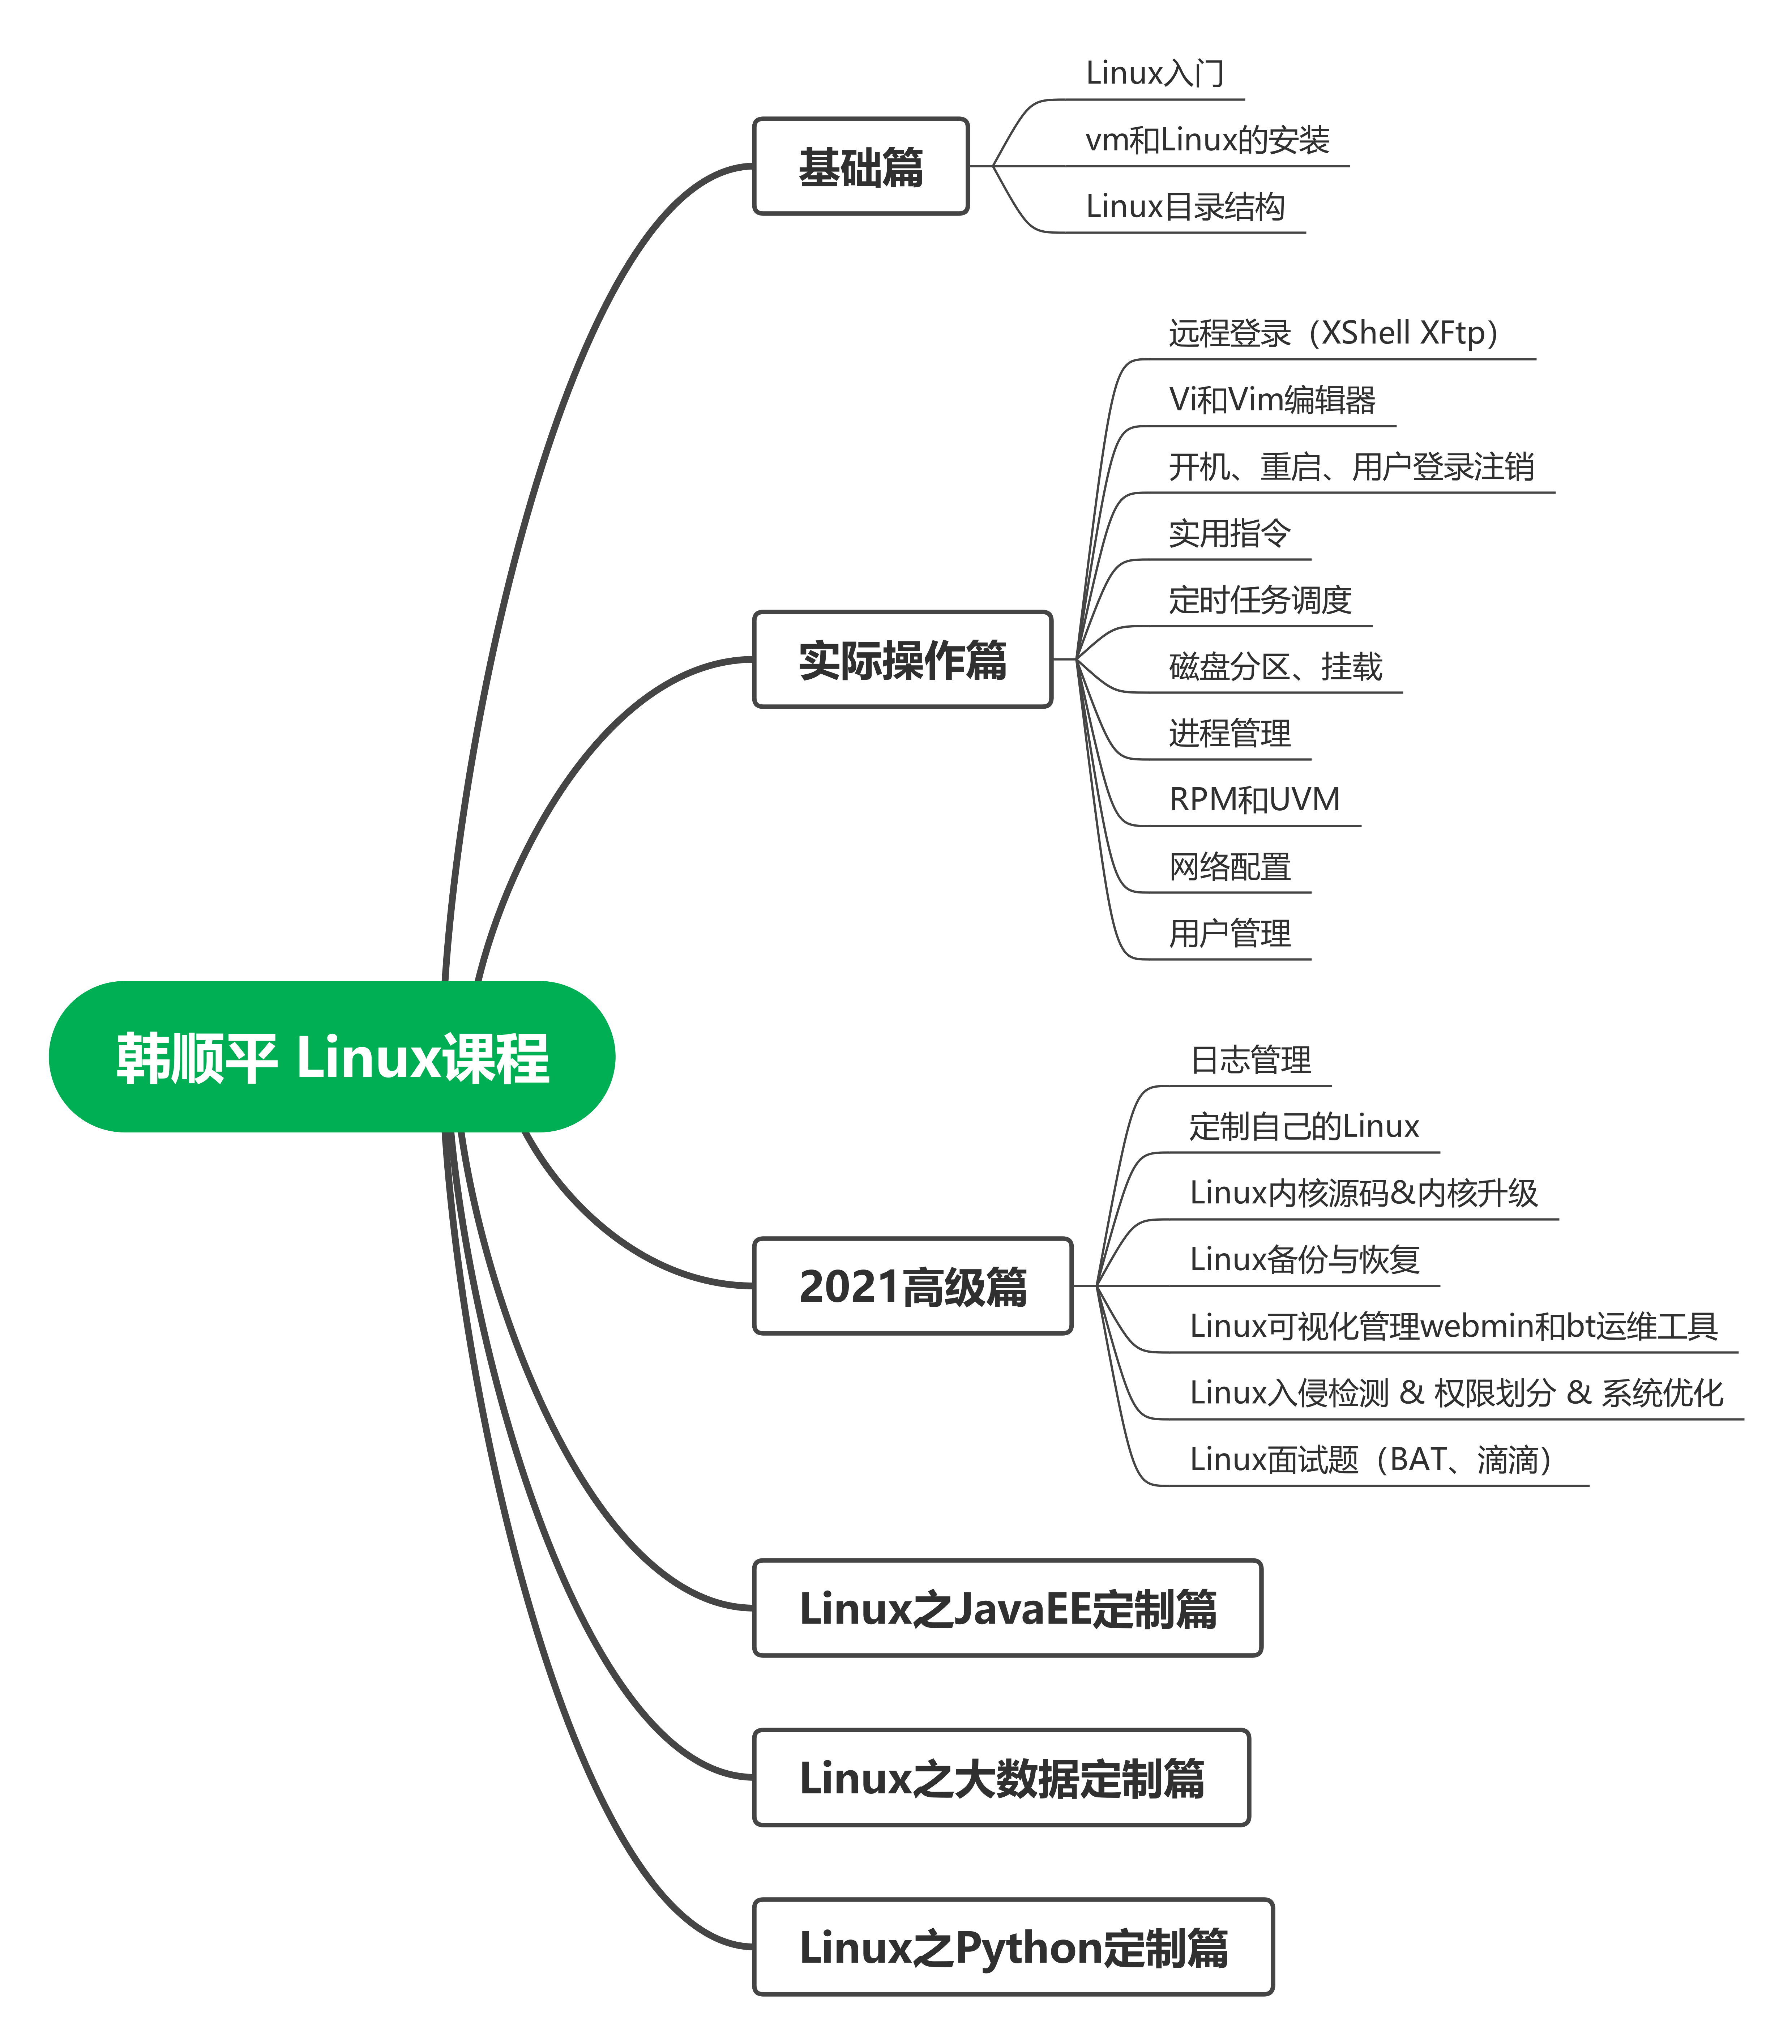 韩顺平 Linux课程
基础篇
Linux入门
vm和Linux的安装
Linux目录结构
实际操作篇
远程登录（XShell XFtp）
Vi和Vim编辑器
开机、重启、用户登录注销
实用指令
定时任务调度
磁盘分区、挂载
进程管理
RPM和UVM
网络配置
用户管理
2021高级篇
日志管理
定制自己的Linux
Linux内核源码&内核升级
Linux备份与恢复
Linux可视化管理webmin和bt运维工具
Linux入侵检测 & 权限划分 & 系统优化
Linux面试题（BAT、滴滴）
Linux之JavaEE定制篇
Linux之大数据定制篇
Linux之Python定制篇